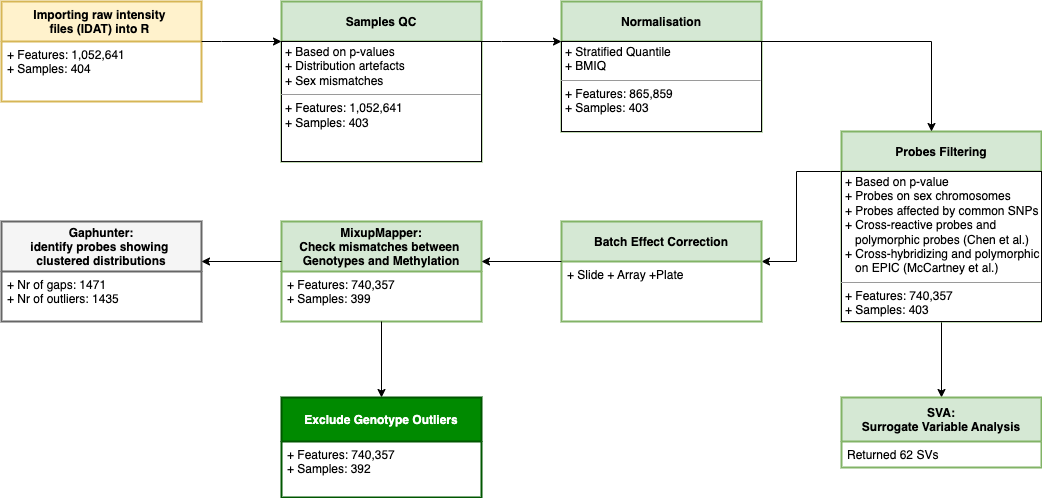 Importing raw intensity
files (IDAT) into R
+ Features: 1,052,641
+ Samples: 404
Samples QC
+ Based on p-values
+ Distribution artefacts
+ Sex mismatches
+ Features: 1,052,641
+ Samples: 403
Normalisation
+ Stratified Quantile
+ BMIQ
+ Features: 865,859
+ Samples: 403
Probes Filtering
+ Based on p-value
+ Probes on sex chromosomes
+ Probes affected by common SNPs
+ Cross-reactive probes and
polymorphic probes (Chen et al.)
+ Cross-hybridizing and polymorphic
on EPIC (McCartney et al.)
+ Features: 740,357
+ Samples: 403
Batch Effect Correction
+ Slide + Array +Plate
MixupMapper:
Check mismatches between
Genotypes and Methylation
+ Features: 740,357
+ Samples: 399
Gaphunter:
identify probes showing
clustered distributions
+ Nr of gaps: 1471
+ Nr of outliers: 1435
Exclude Genotype Outliers
+ Features: 740,357
+ Samples: 392
SVA:
Surrogate Variable Analysis
Returned 62 SVs